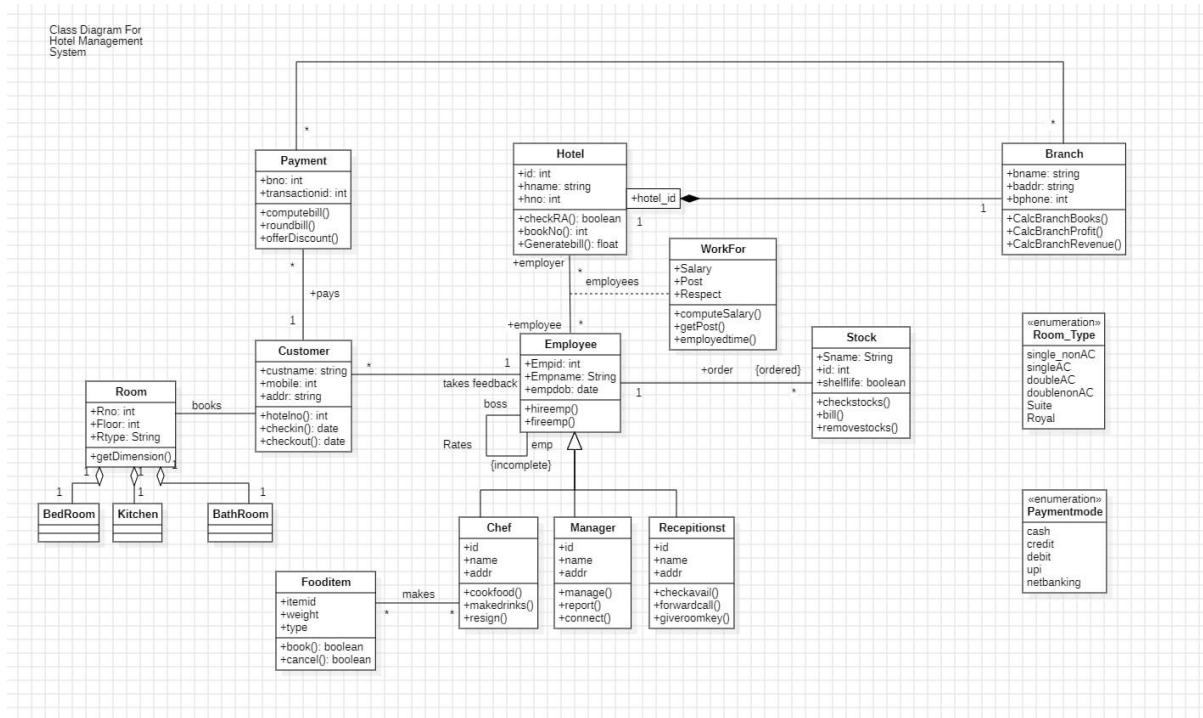 Class Diagram For
Hotel Management
System
*
*
Payment
+bno: int
+transactionid: int
+computebill()
+roundbill()
+offerDiscount()
Hotel
+id: int
+hname: string
+hno: int
+checkRA(): boolean
+bookNo(): int
+Generatebill(): float
+hotel_id
1
1
Branch
+bname: string
+baddr: string
+bphone: int
+CalcBranchBooks()
+CalcBranchProfit()
+CalcBranchRevenue()
*
+pays
1
+employer
*
employees
+employee
*
WorkFor
+Salary
+Post
+Respect
+computeSalary()
+getPost()
+employedtime()
Customer
+custname: string
+mobile: int
+addr: string
+hotelno(): int
+checkin(): date
+checkout(): date
*
1
takes feedback
Employee
+Empid: int
+Empname: String
+empdob: date
+hireemp()
+fireemp()
+order
{ordered}
1
*
Stock
+Sname: String
+id: int
+shelflife: boolean
+checkstocks()
+bill()
+removestocks()
«enumeration»
Room_Type
single_nonAC
singleAC
doubleAC
doublenonAC
Suite
Royal
Room
+Rno: int
+Floor: int
+Rtype: String
+getDimension()
books
boss
Rates
emp
{incomplete}
1
1
1
1
1
1
BedRoom
Kitchen
BathRoom
Chef
+id
+name
+addr
+cookfood()
+makedrinks()
+resign()
Manager
+id
+name
+addr
+manage()
+report()
+connect()
Recepitionst
+id
+name
+addr
+checkavail()
+forwardcall()
+giveroomkey()
«enumeration»
Paymentmode
cash
credit
debit
upi
netbanking
Fooditem
+itemid
+weight
+type
+book(): boolean
+cancel(): boolean
makes
*
*